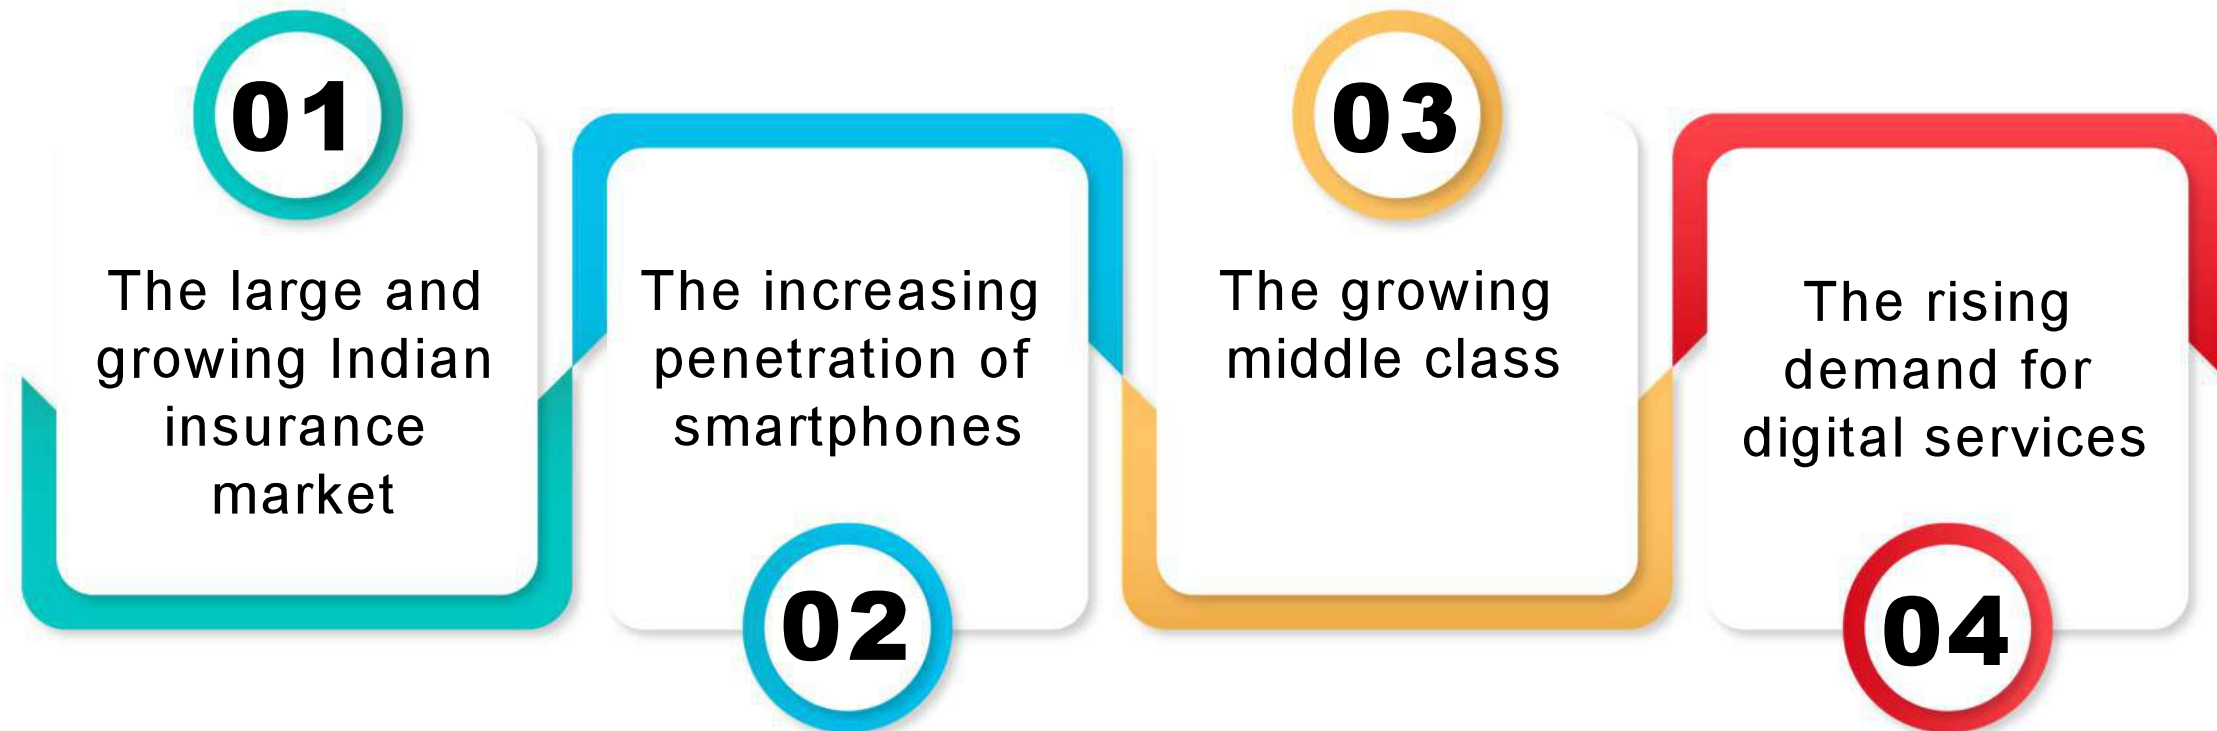 01
The large and
growing Indian
insurance
market
The increasing
penetration of
smartphones
02
03
The growing
middle class
The rising
demand for
digital services
04